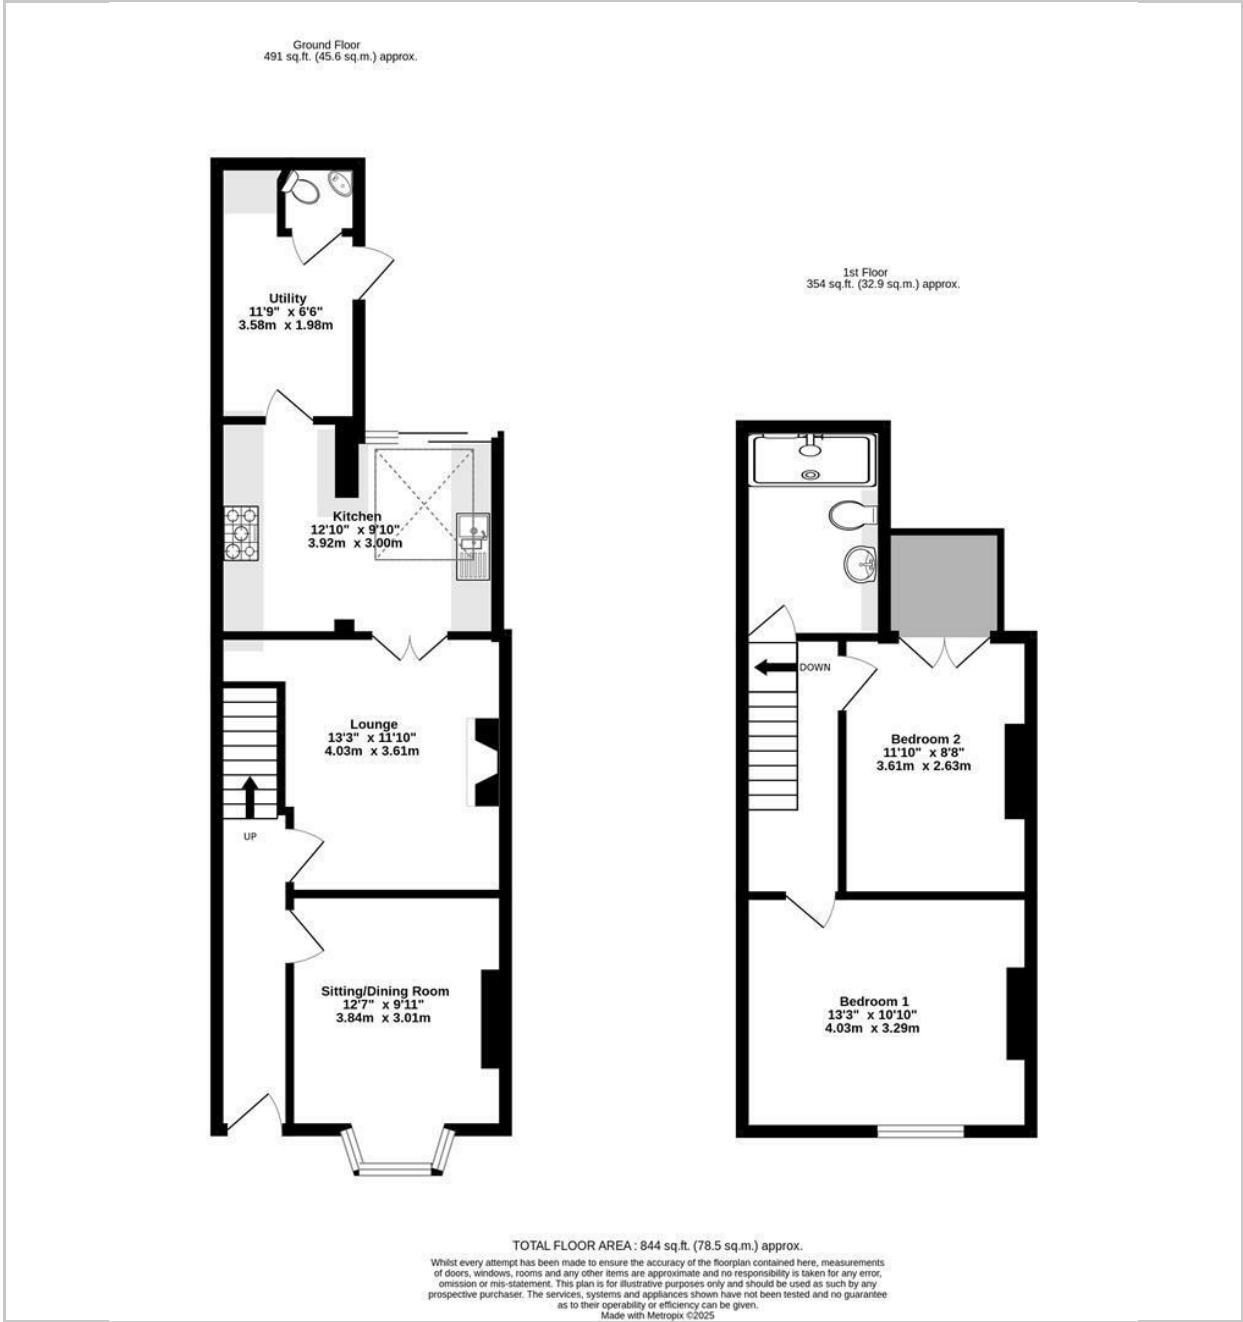 Ground Floor
491 sq.ft. (45.6 sq.m.) approx.
1st Floor
354 sq.ft. (32.9 sq.m.) approx.
Utility
11'9" x 6'6"
3.58m x 1.98m
Kitchen
12'10" x 9'10"
3.92m x 3.00m
Lounge
13'3" x 11'10"
4.03m x 3.61m
UP
Sitting/Dining Room
12'7" x 9'11"
3.84m x 3.01m
DOWN
Bedroom 2
11'10" x 8'8"
3.61m x 2.63m
Bedroom 1
13'3" x 10'10"
4.03m x 3.29m
TOTAL FLOOR AREA : 844 sq.ft. (78.5 sq.m.) approx.
Whilst every attempt has been made to ensure the accuracy of the floorplan contained here, measurements
of doors, windows, rooms and any other items are approximate and no responsibility is taken for any error,
omission or mis-statement. This plan is for illustrative purposes only and should be used as such by any
prospective purchaser. The services, systems and appliances shown have not been tested and no guarantee
as to their operability or efficiency can be given.
Made with Metropix ©2025